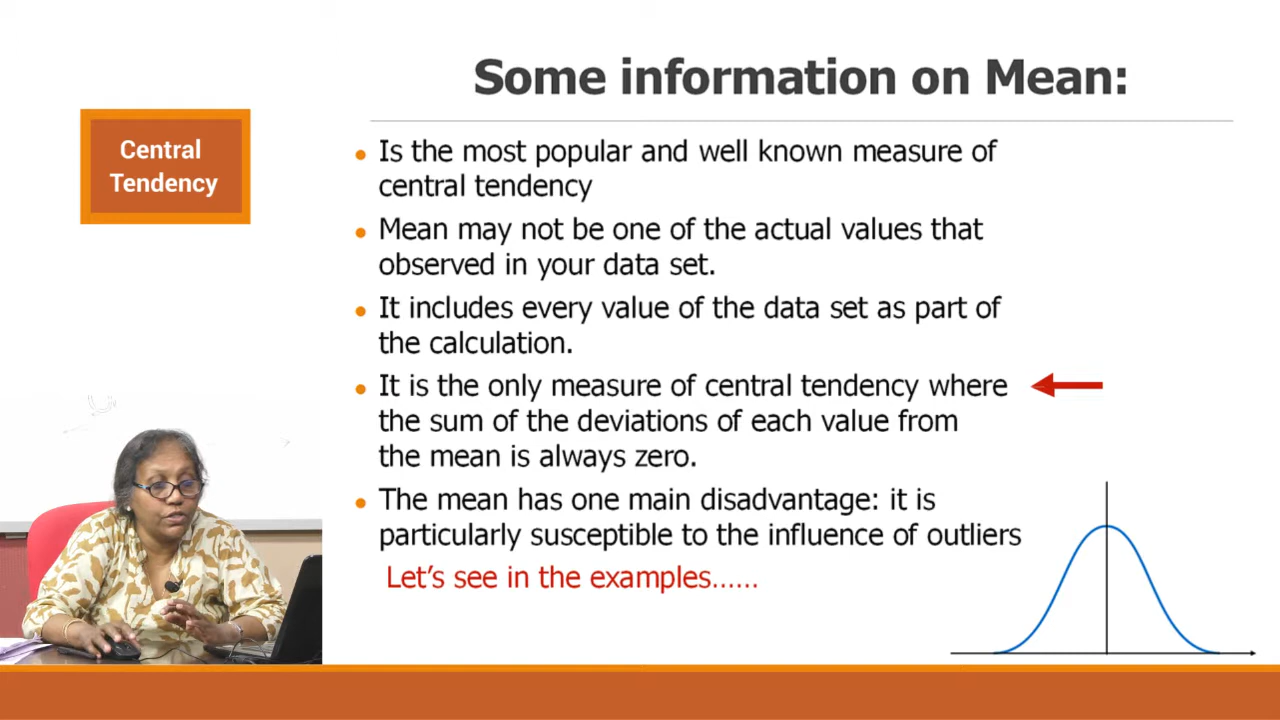 Some information on Mean:
Central
Tendency
Is the most popular and well known measure of
central tendency
Mean may not be one of the actual values that
observed in your data set.
It includes every value of the data set as part of
the calculation.
It is the only measure of central tendency where
the sum of the deviations of each value from
the mean is always zero.
The mean has one main disadvantage: it is
particularly susceptible to the influence of outliers
Let's see in the examples......